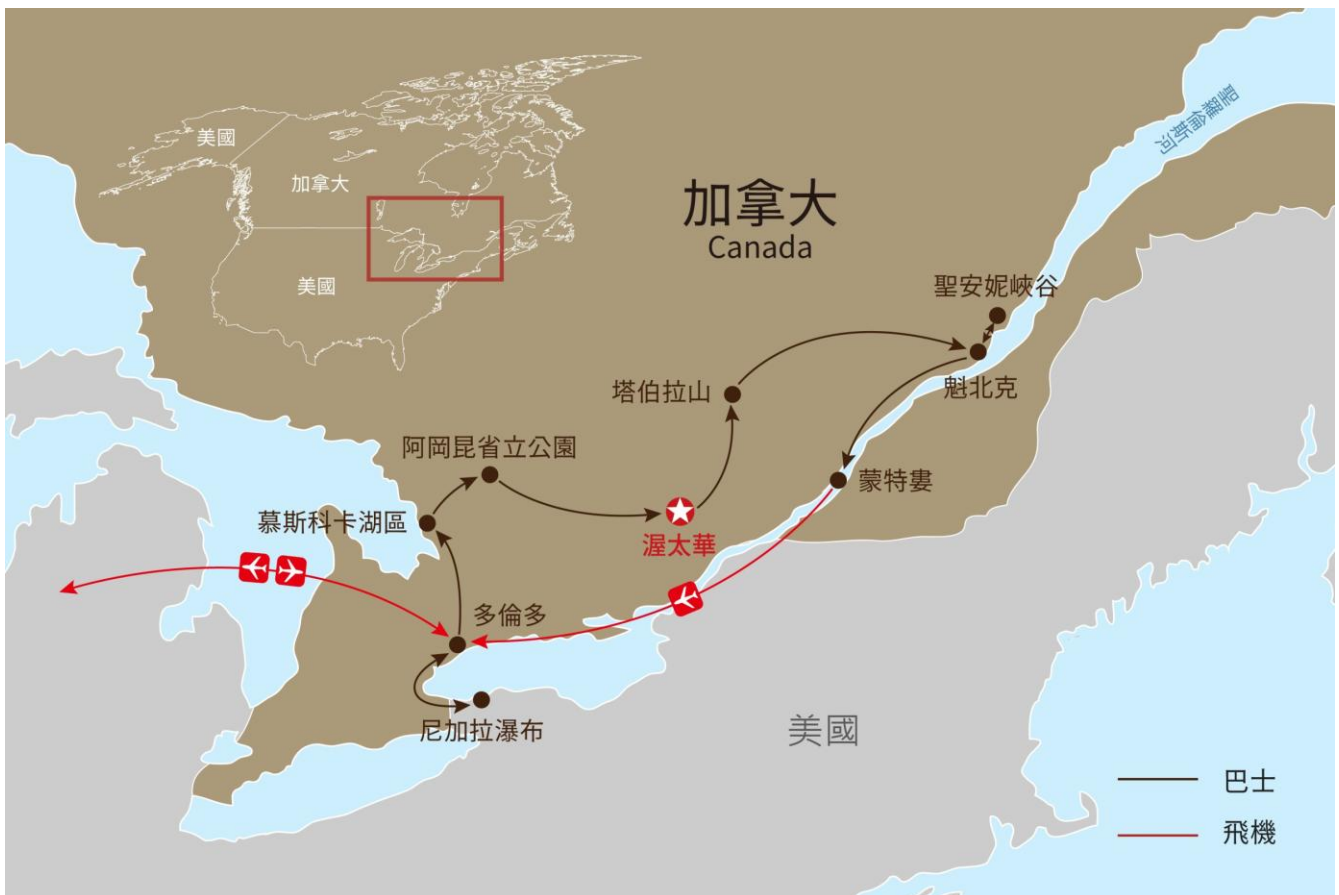 聖羅倫斯河
美國
加拿大
美國
加拿大
Canada
聖安妮峽谷
魁北克
塔伯拉山
阿岡昆省立公園
蒙特婁
慕斯科卡湖區
渥太華
多倫多
尼加拉瀑布
美國
巴士
飛機